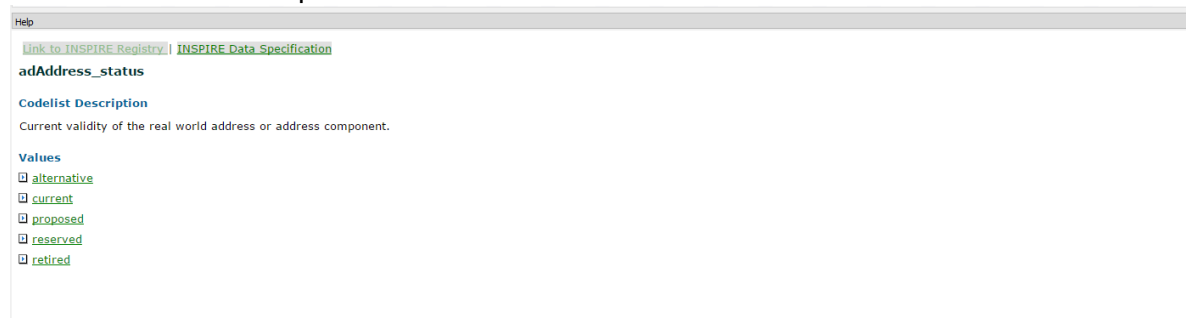 Help
Link to INSPIRE Registry | INSPIRE Data Specification
adAddress_status
Codelist Description
Current validity of the real world address or address component.
Values
alternative
current
proposed
reserved
retired